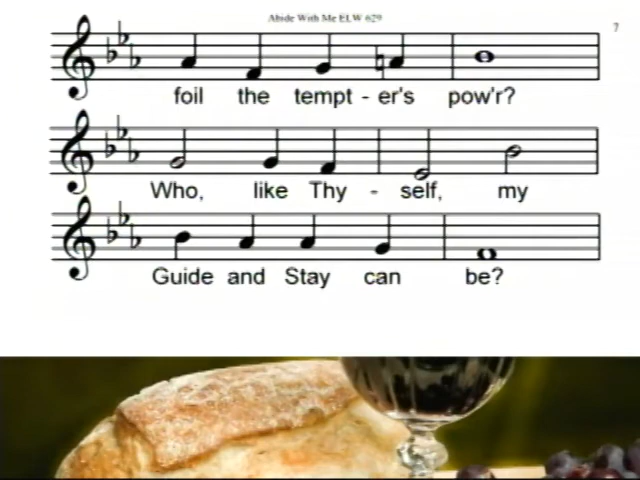 Abide With Me ELW 629
7
foil the tempt - er's pow'r?
Who, like Thy - self, my
Guide and Stay can be?